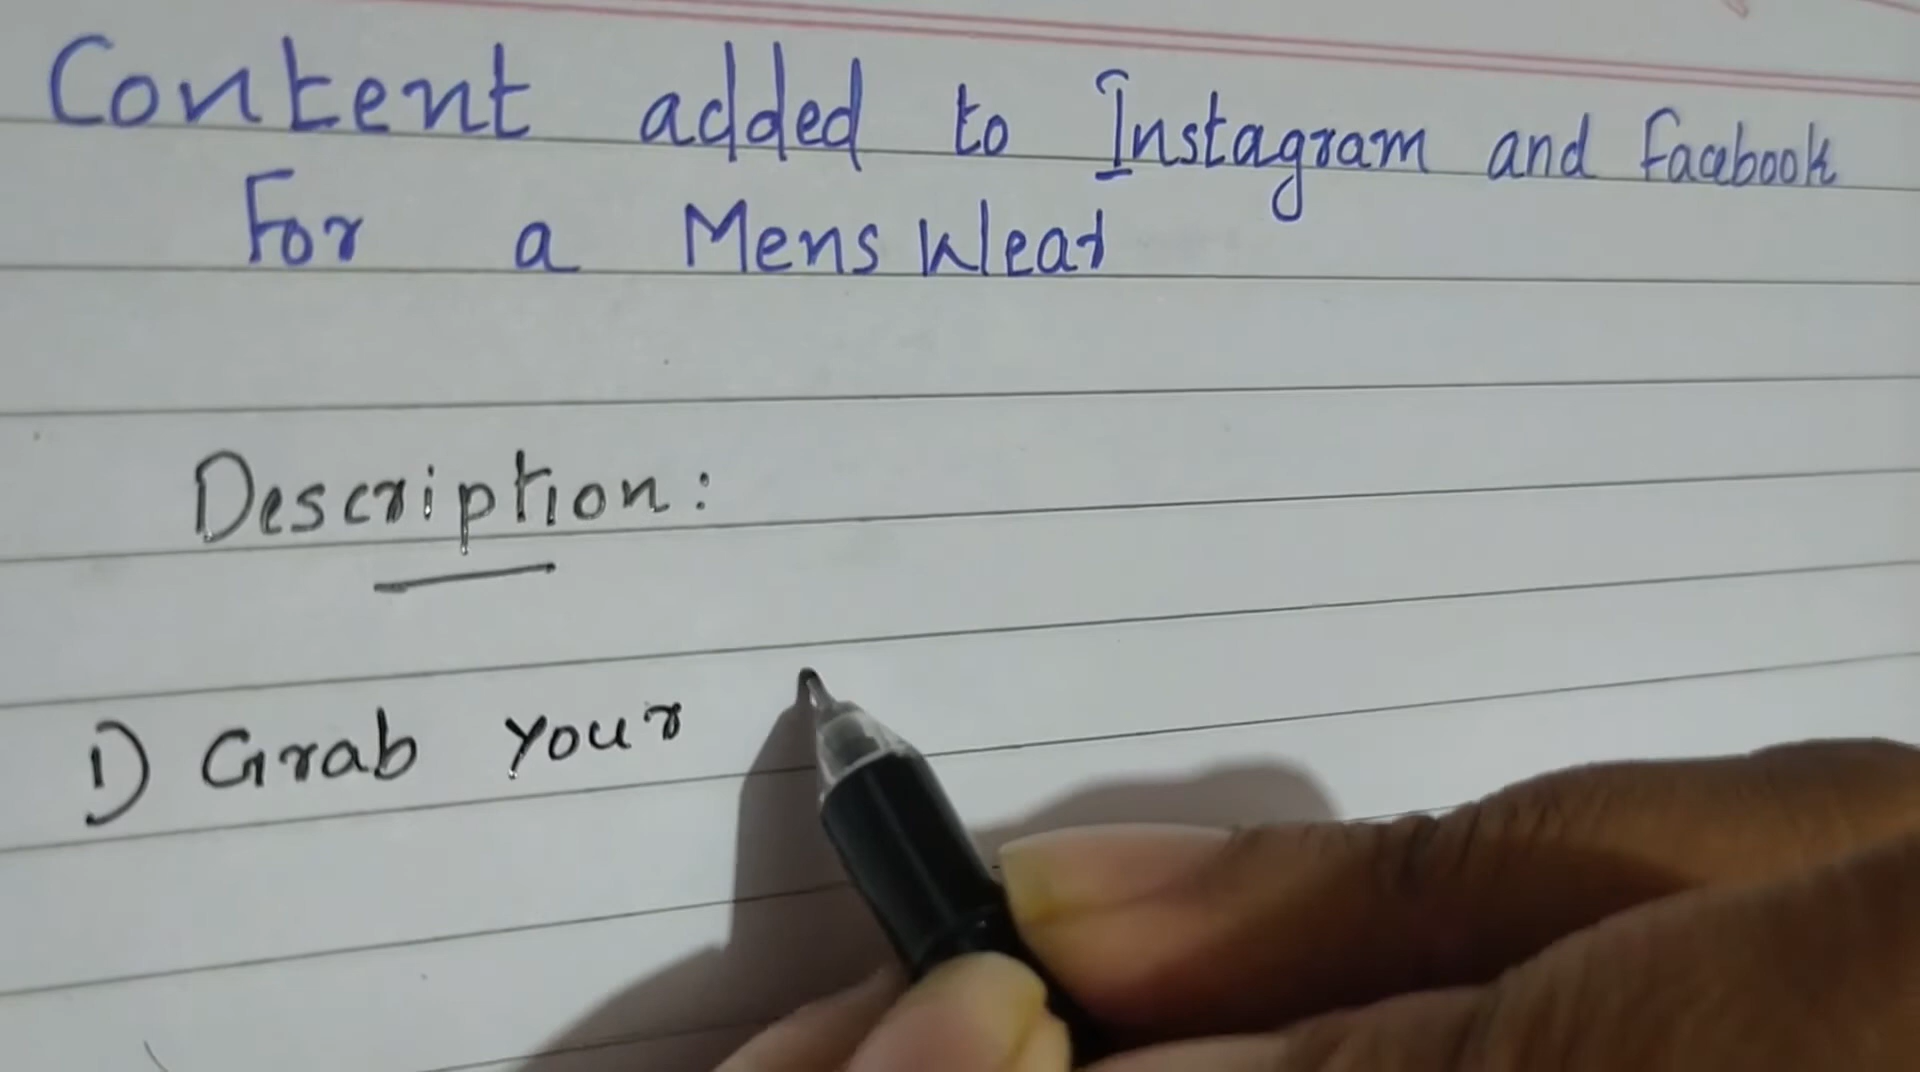 Content added to Instagram and Facebook
For a Mens Wear
Description:
1) Grab your